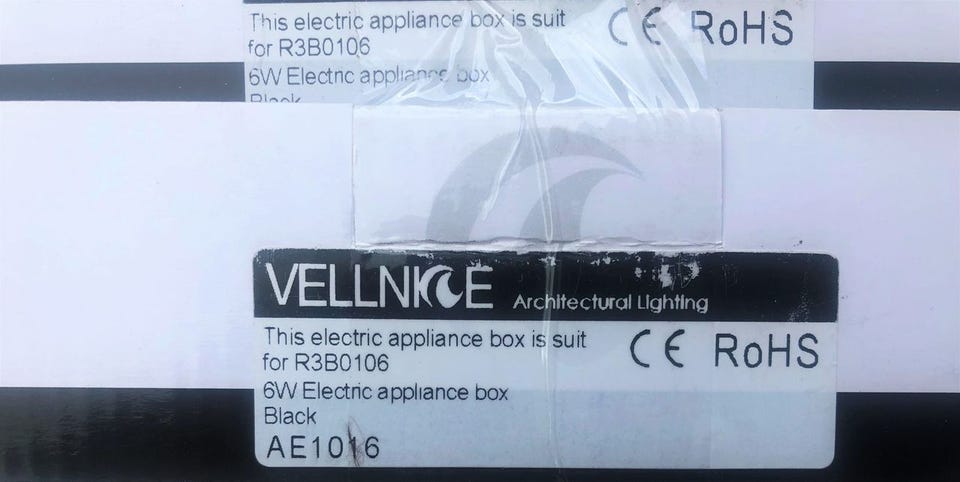 This electric appliance box is suit
for R3B0106
CE RoHS
6W Electric appliance box
Black
VELLNICE Architectural Lighting
This electric appliance box is suit
for R3B0106
CE RoHS
6W Electric appliance box
Black
AE1016